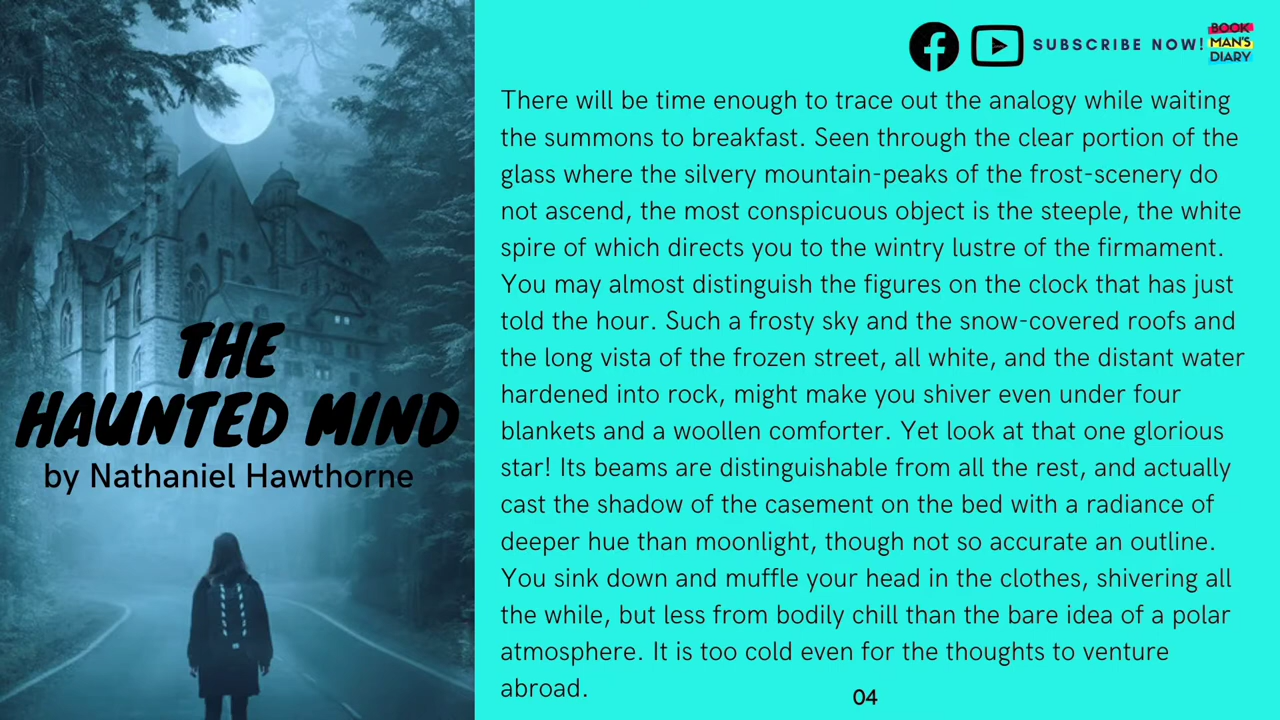 THE
HAUNTED MIND
by Nathaniel Hawthorne
SUBSCRIBE NOW!
BOOK
MAN'S
DIARY
There will be time enough to trace out the analogy while waiting
the summons to breakfast. Seen through the clear portion of the
glass where the silvery mountain-peaks of the frost-scenery do
not ascend, the most conspicuous object is the steeple, the white
spire of which directs you to the wintry lustre of the firmament.
You may almost distinguish the figures on the clock that has just
told the hour. Such a frosty sky and the snow-covered roofs and
the long vista of the frozen street, all white, and the distant water
hardened into rock, might make you shiver even under four
blankets and a woollen comforter. Yet look at that one glorious
star! Its beams are distinguishable from all the rest, and actually
cast the shadow of the casement on the bed with a radiance of
deeper hue than moonlight, though not so accurate an outline.
You sink down and muffle your head in the clothes, shivering all
the while, but less from bodily chill than the bare idea of a polar
atmosphere. It is too cold even for the thoughts to venture
abroad.
04